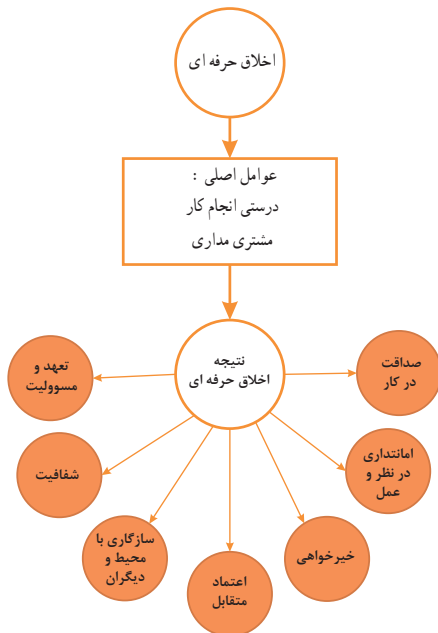 اخلاق حرفه ای
عوامل اصلی :
درستی انجام کار
مشتری مداری
نتیجه
اخلاق حرفه ای
صداقت
در کار
امانتداری
در نظر و
عمل
خیرخواهی
اعتماد
متقابل
سازگاری با
محیط و
دیگران
شفافیت
تعهد و
مسوولیت